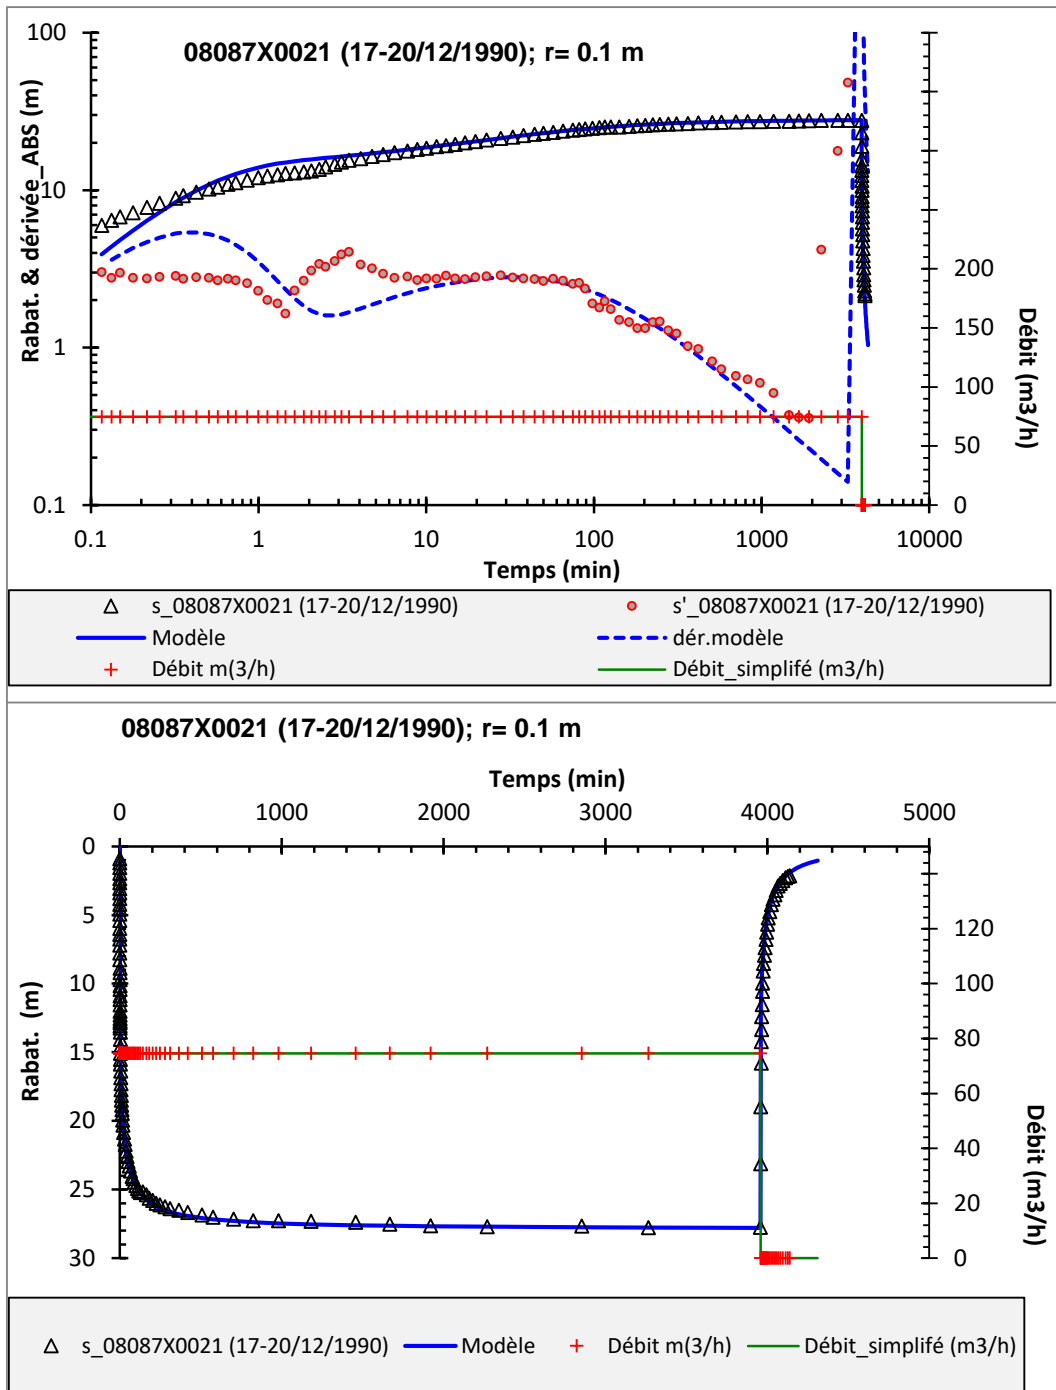 08087X0021 (17-20/12/1990); r= 0.1 m
Rabat. & dérivée_ABS (m)
100
10
1
0.1
0.1 1 10 100 1000 10000
Temps (min)
200
150
100
50
0
Débit (m3/h)
s_08087X0021 (17-20/12/1990) s'_08087X0021 (17-20/12/1990)
Modèle dér.modèle
Débit m(3/h) Débit_simplifé (m3/h)
08087X0021 (17-20/12/1990); r= 0.1 m
Temps (min)
0 1000 2000 3000 4000 5000
Rabat. (m)
0
5
10
15
20
25
30
120
100
80
60
40
20
0
Débit (m3/h)
s_08087X0021 (17-20/12/1990) Modèle Débit m(3/h) Débit_simplifé (m3/h)